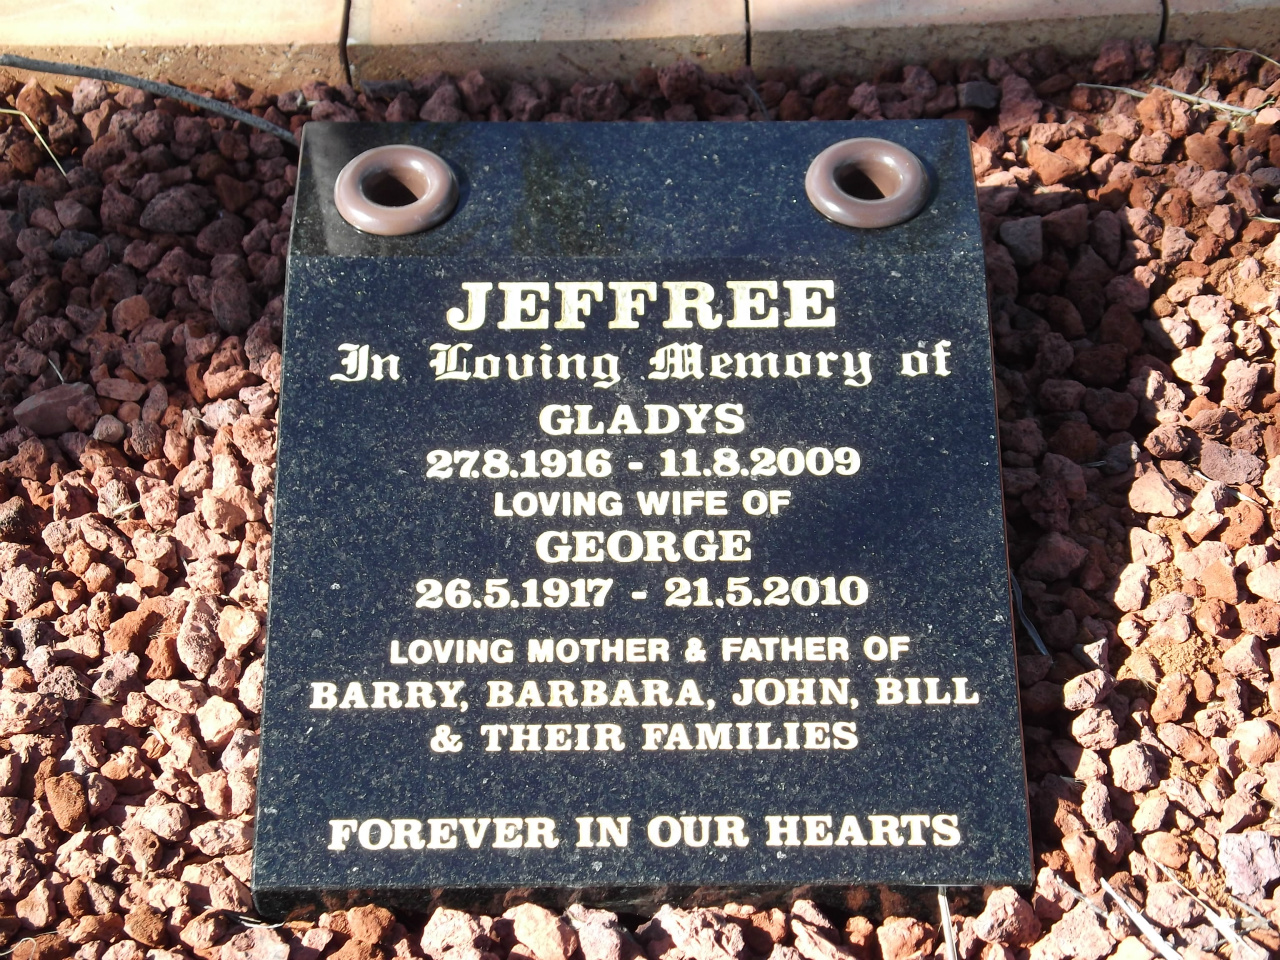 JEFFREE
In Loving Memory of
GLADYS
27.8.1916 - 11.8.2009
LOVING WIFE OF
GEORGE
26.5.1917 - 21.5.2010
LOVING MOTHER & FATHER OF
BARRY, BARBARA, JOHN, BILL
& THEIR FAMILIES
FOREVER IN OUR HEARTS